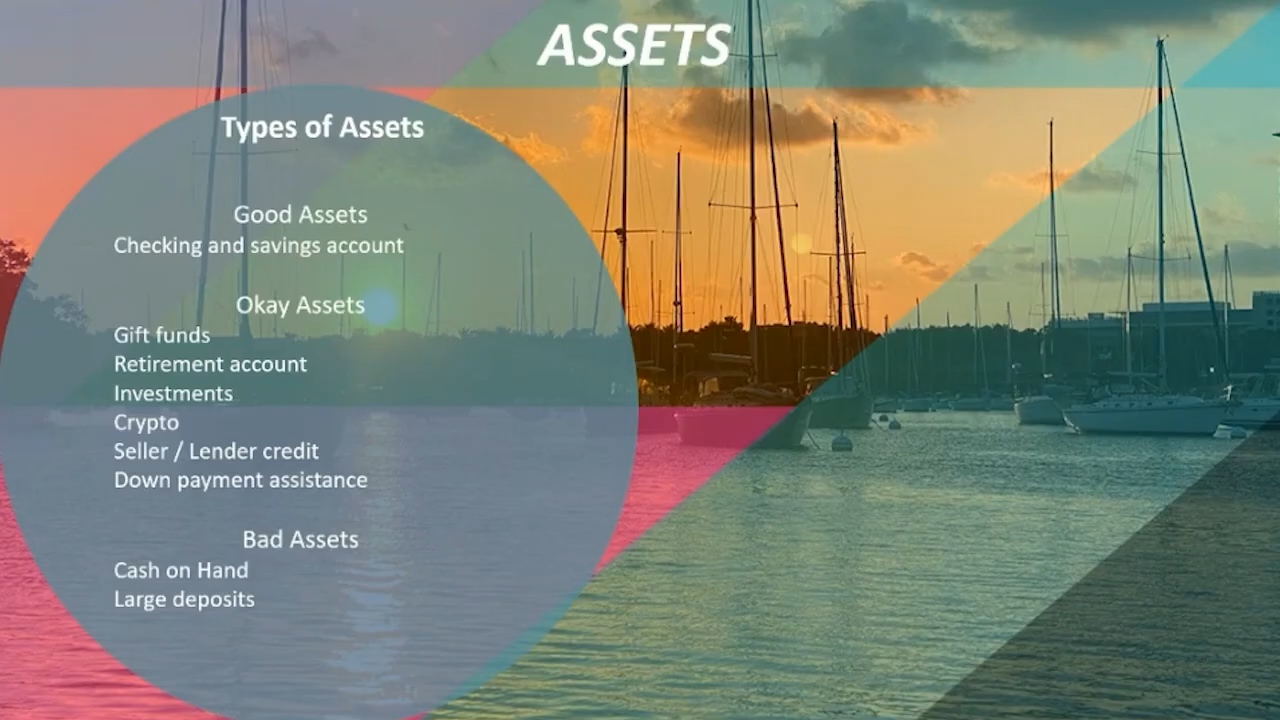 ASSETS
Types of Assets
Good Assets
Checking and savings account
Okay Assets
Gift funds
Retirement account
Investments
Crypto
Seller / Lender credit
Down payment assistance
Bad Assets
Cash on Hand
Large deposits